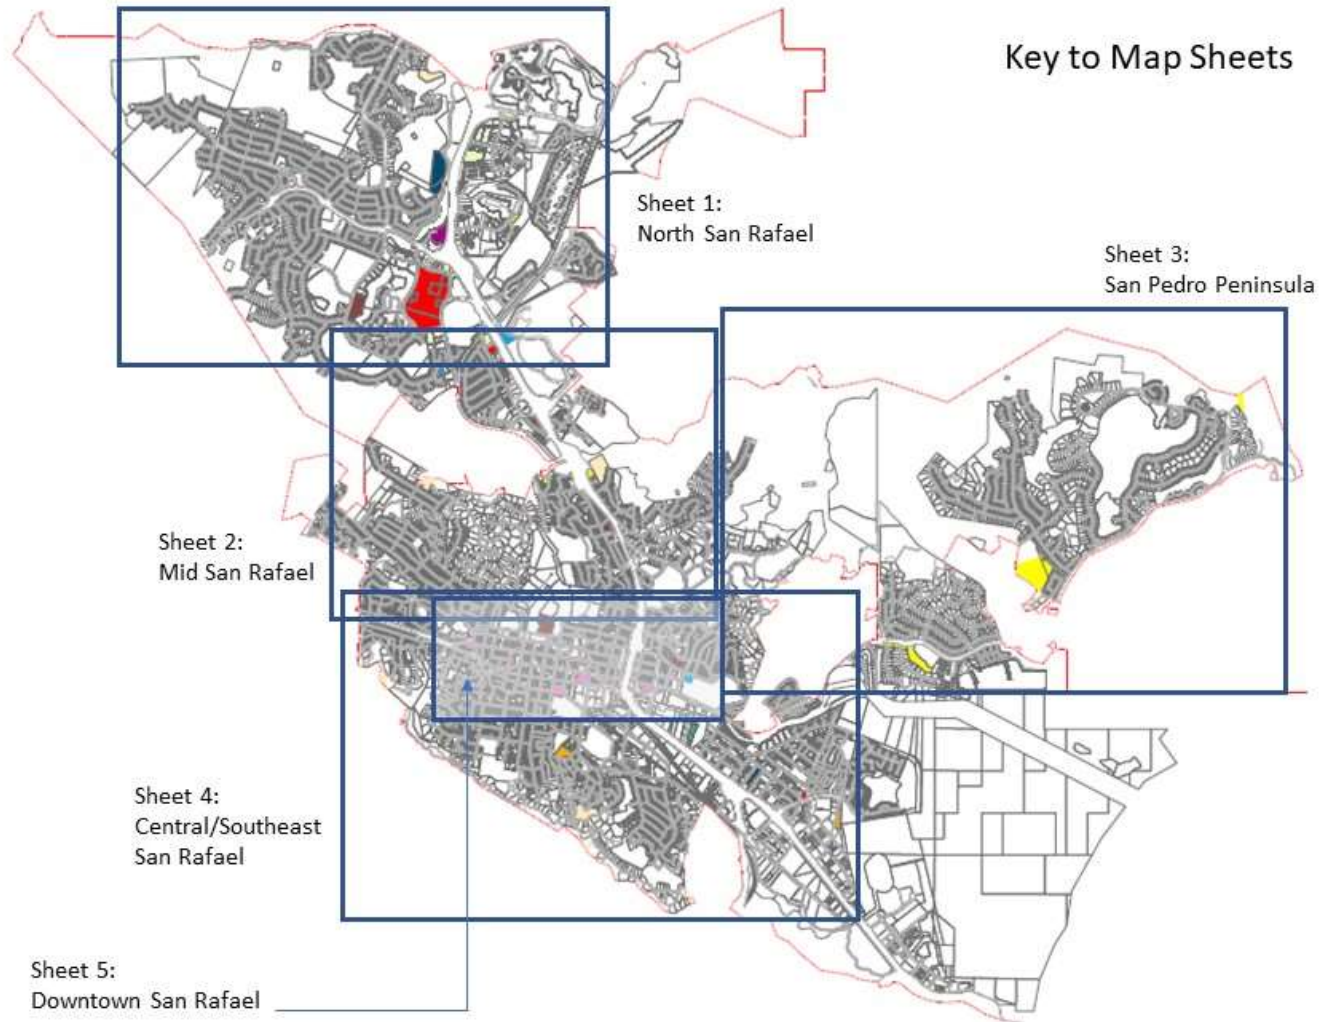 Key to Map Sheets
Sheet 1:
North San Rafael
Sheet 3:
San Pedro Peninsula
Sheet 2:
Mid San Rafael
Sheet 4:
Central/Southeast
San Rafael
Sheet 5:
Downtown San Rafael